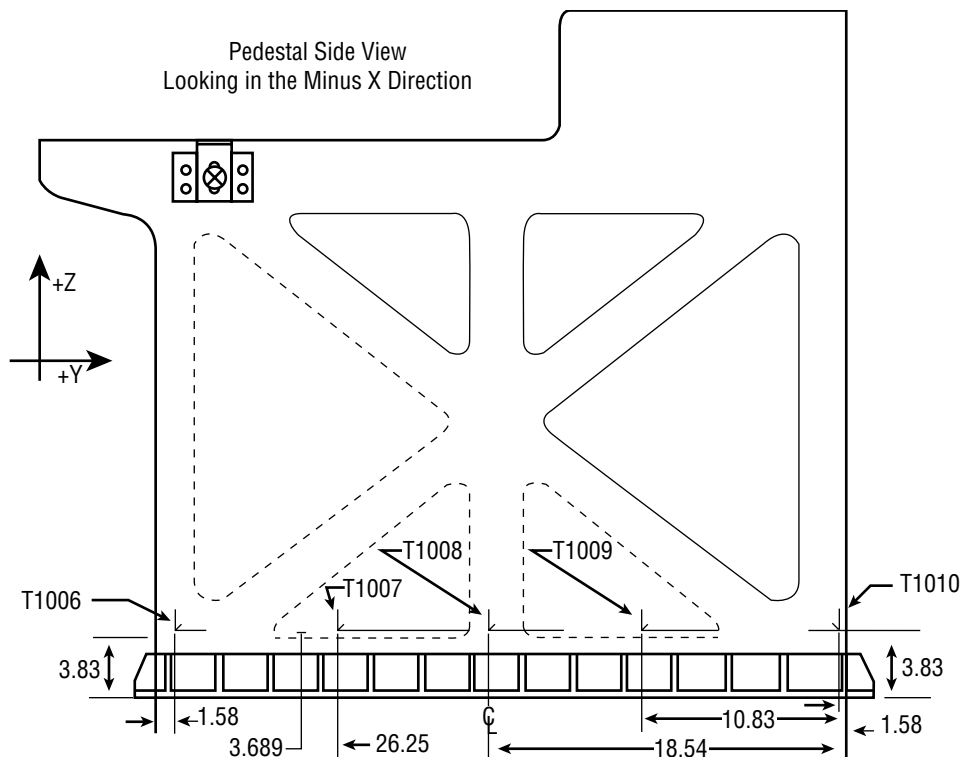 Pedestal Side View
Looking in the Minus X Direction
+Z
+Y
T1008
T1009
T1007
T1010
T1006
3.83
3.83
1.58
℄
10.83
3.689
26.25
18.54
1.58